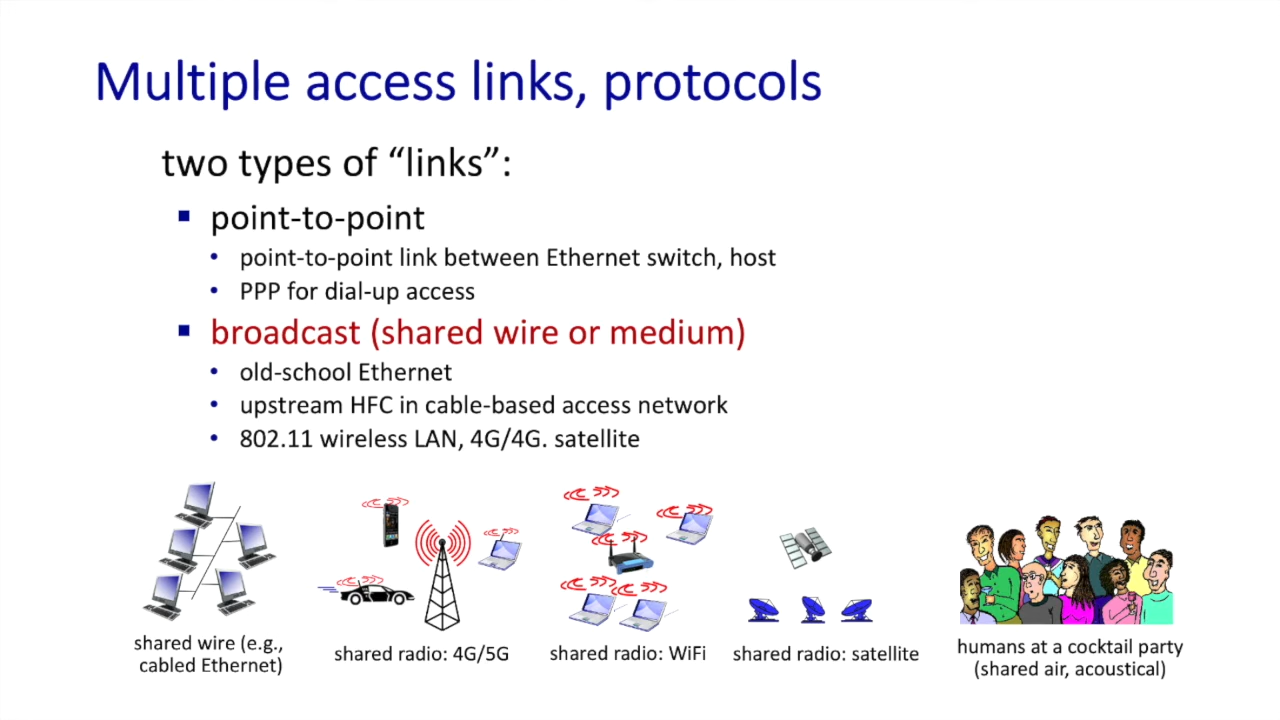 Multiple access links, protocols
two types of “links”:
▪ point-to-point
• point-to-point link between Ethernet switch, host
• PPP for dial-up access
▪ broadcast (shared wire or medium)
• old-school Ethernet
• upstream HFC in cable-based access network
• 802.11 wireless LAN, 4G/4G. satellite
shared wire (e.g.,
cabled Ethernet)
shared radio: 4G/5G
shared radio: WiFi
shared radio: satellite
humans at a cocktail party
(shared air, acoustical)